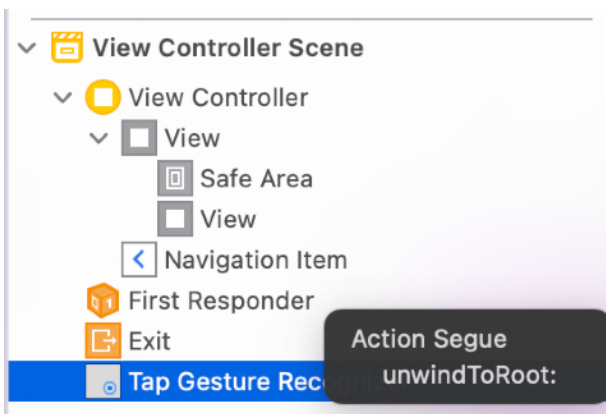 View Controller Scene
View Controller
View
Safe Area
View
Navigation Item
First Responder
Exit
Action Segue
unwindToRoot:
Tap Gesture Rec